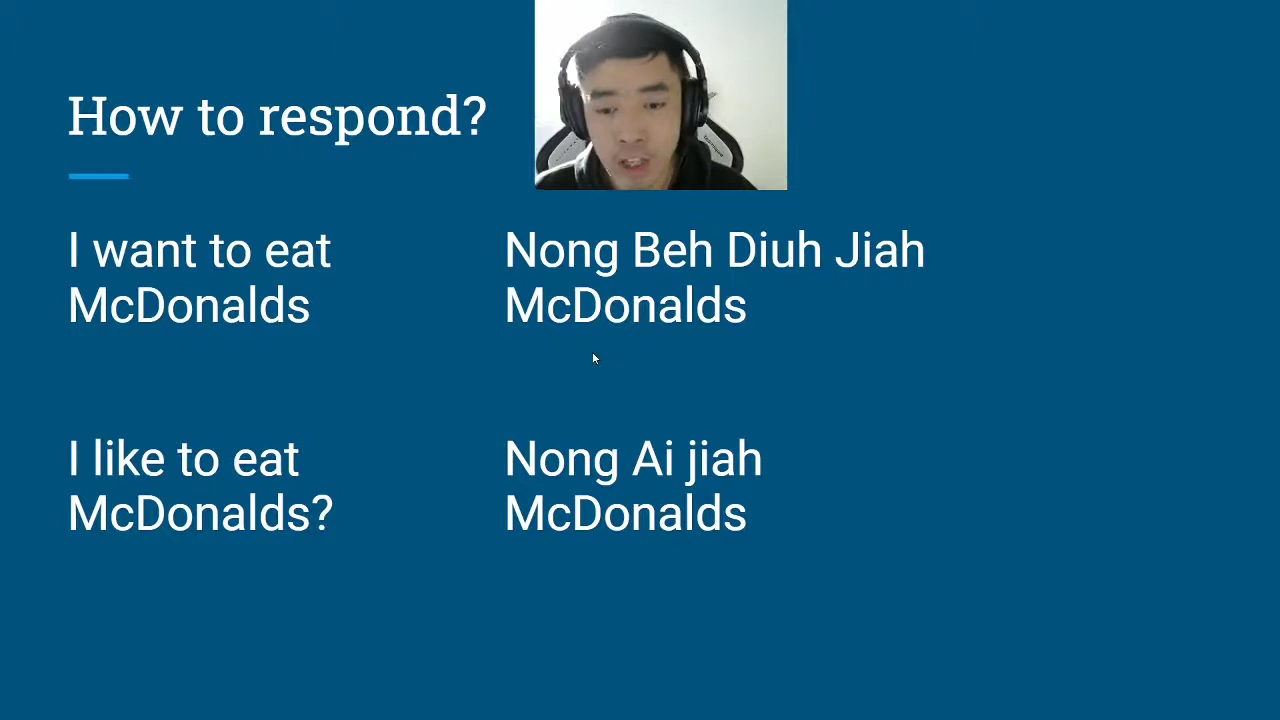 How to respond?
I want to eat
McDonalds
Nong Beh Diuh Jiah
McDonalds
I like to eat
McDonalds?
Nong Ai jiah
McDonalds